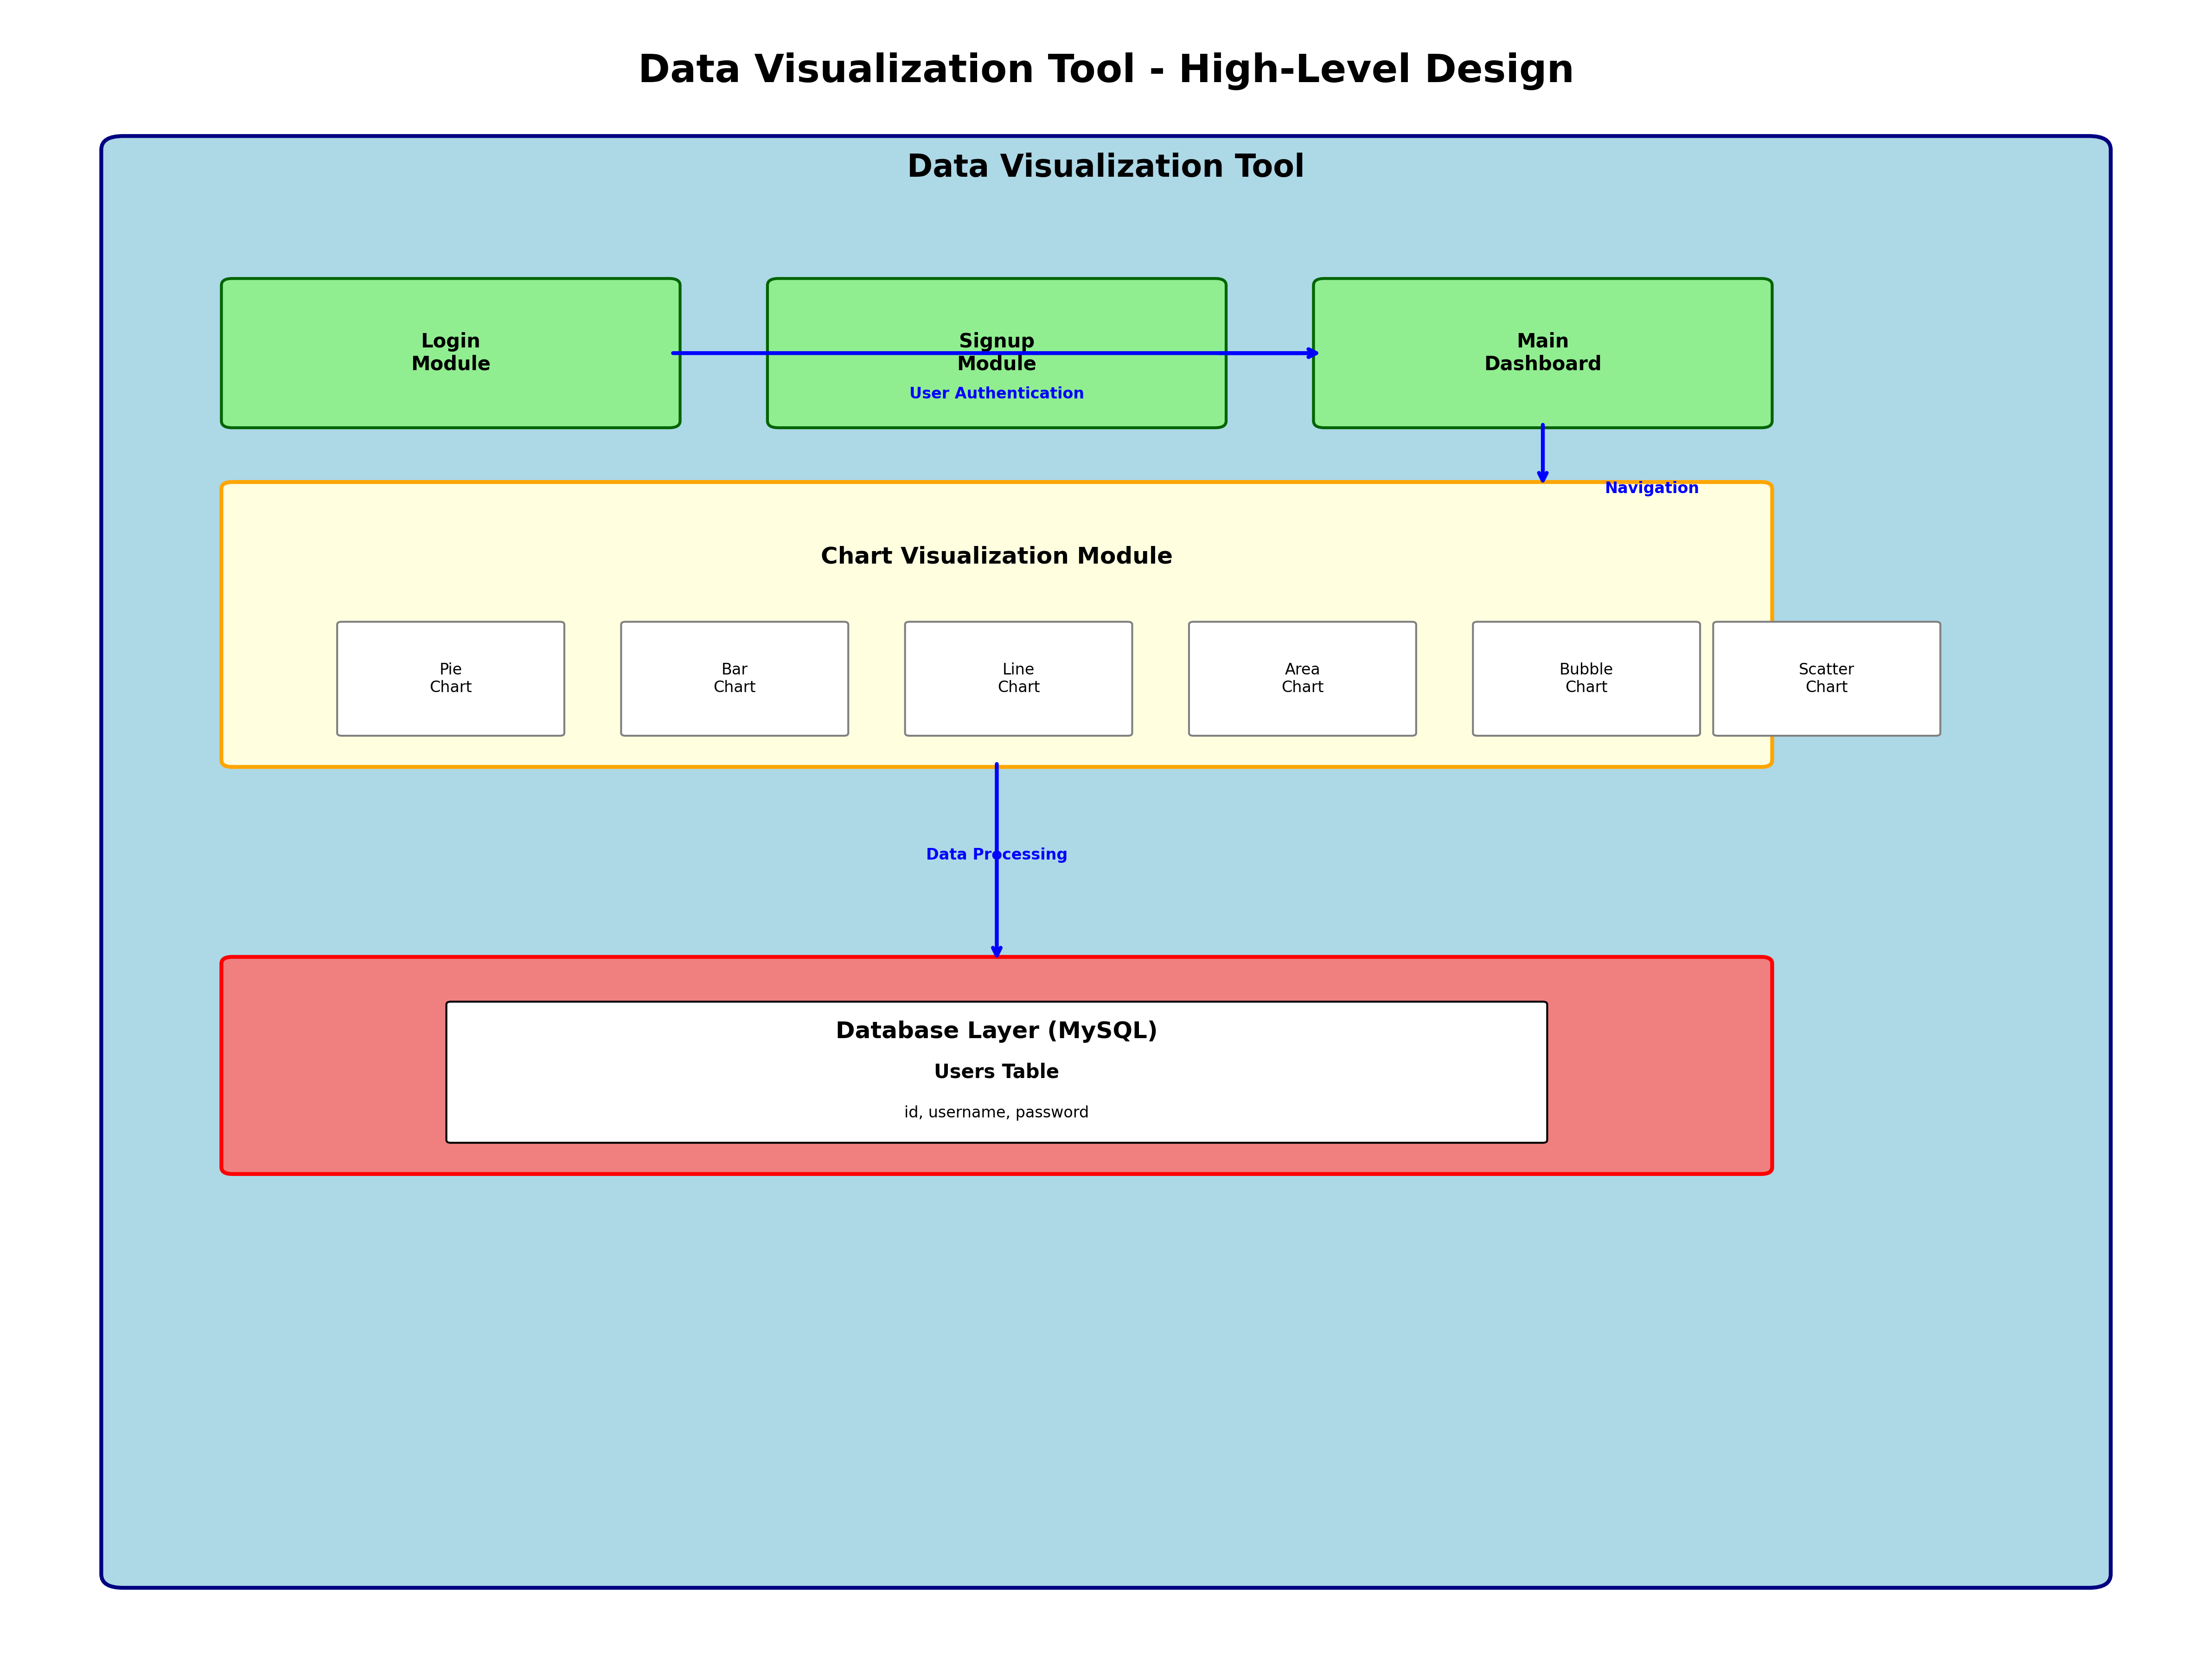 Data Visualization Tool - High-Level Design
Data Visualization Tool
Login
Module
Signup
Module
User Authentication
Main
Dashboard
Navigation
Chart Visualization Module
Pie
Chart
Bar
Chart
Line
Chart
Area
Chart
Bubble
Chart
Scatter
Chart
Data Processing
Database Layer (MySQL)
Users Table
id, username, password